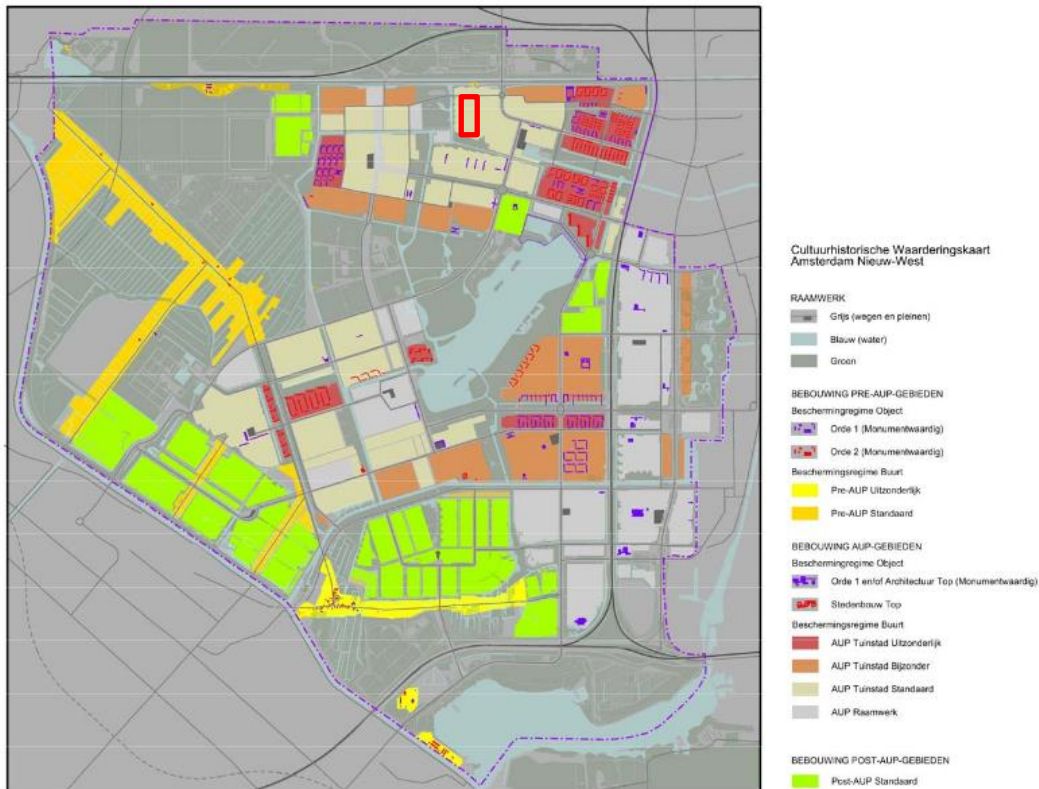 Cultuurhistorische Waarderingskaart
Amsterdam Nieuw-West
RAAMWERK
Grijs (wegen en pleinen)
Blauw (water)
Groen
BEBOUWING PRE-AUP-GEBIEDEN
Beschermingregime Object
Orde 1 (Monumentwaardig)
Orde 2 (Monumentwaardig)
Beschermingsregime Buurt
Pre-AUP Uitzonderlijk
Pre-AUP Standaard
BEBOUWING AUP-GEBIEDEN
Beschermingregime Object
Orde 1 en/of Architectuur Top (Monumentwaardig)
Stedenbouw Top
Beschermingsregime Buurt
AUP Tuinstad Uitzonderlijk
AUP Tuinstad Bijzonder
AUP Tuinstad Standaard
AUP Raamwerk
BEBOUWING POST-AUP-GEBIEDEN
Post-AUP Standaard